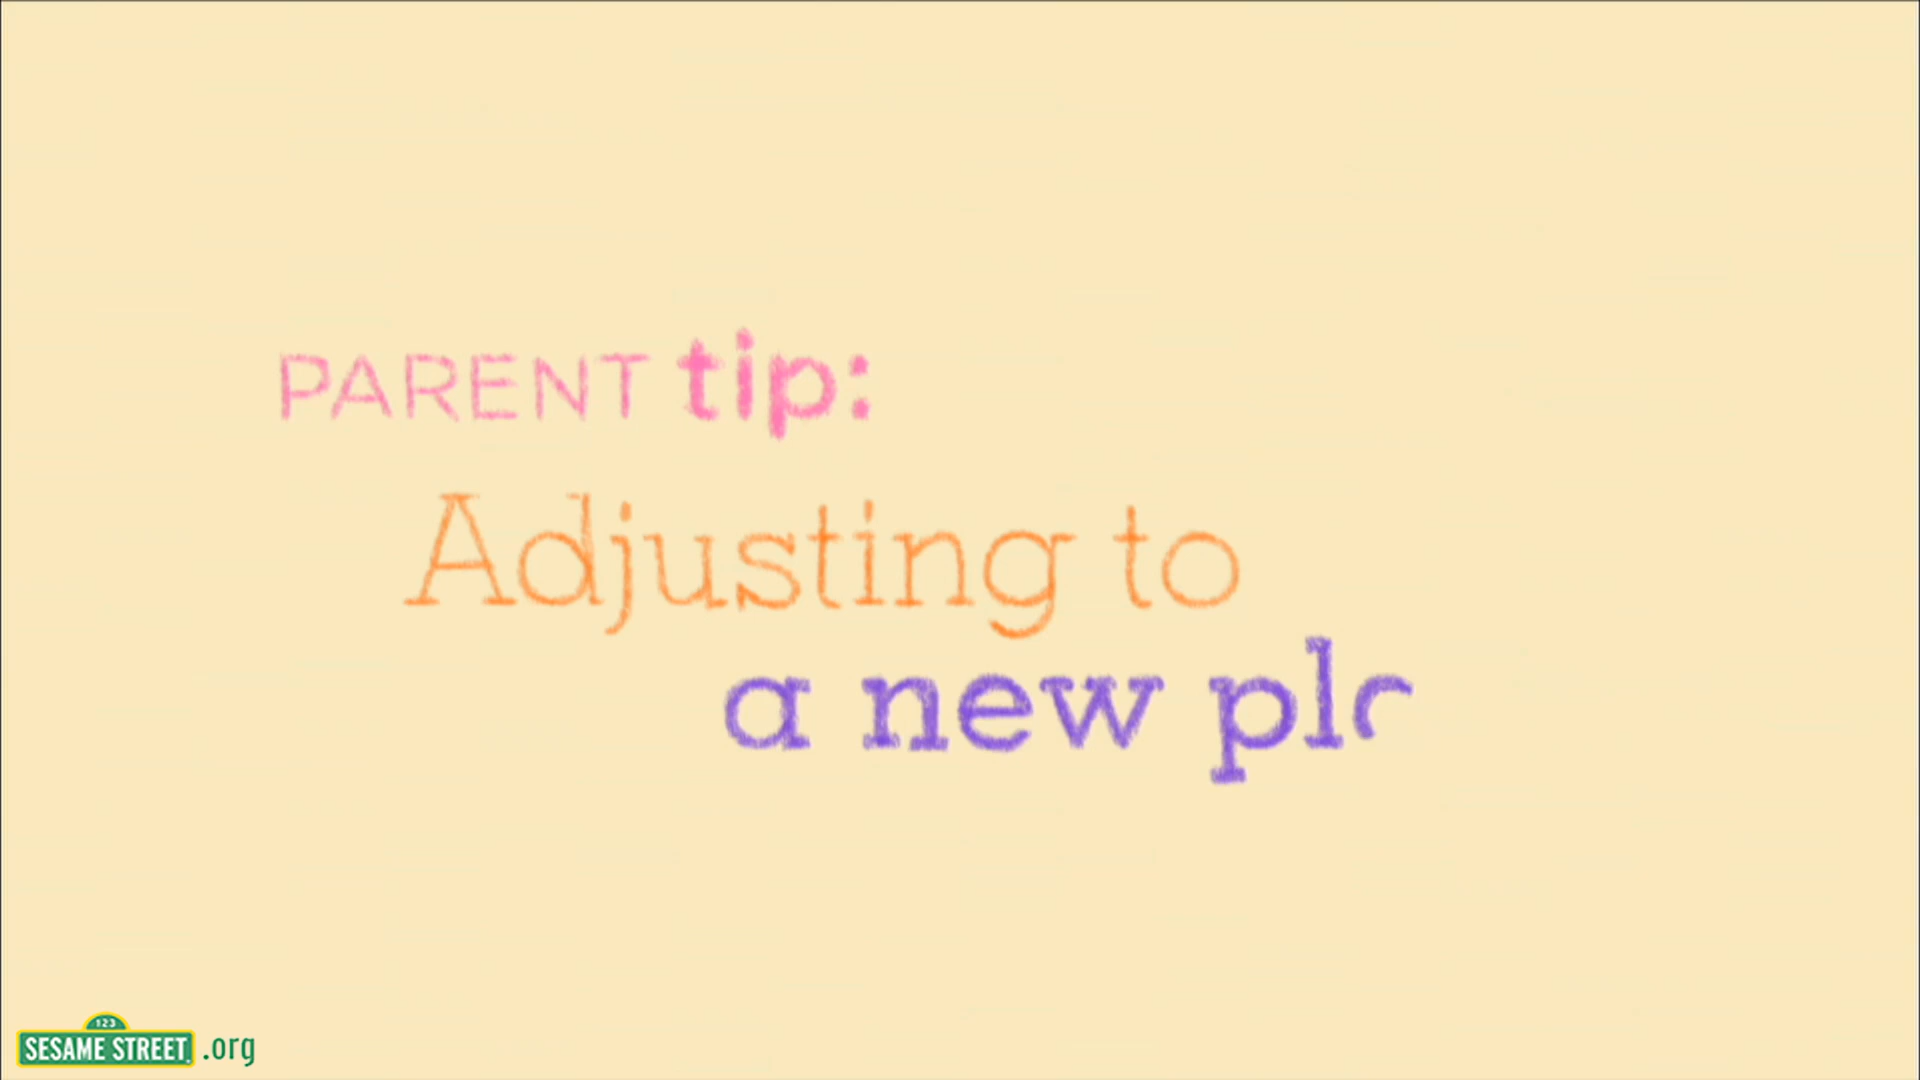 PARENT tip:
Adjusting to
a new pl
123
SESAME STREET .org